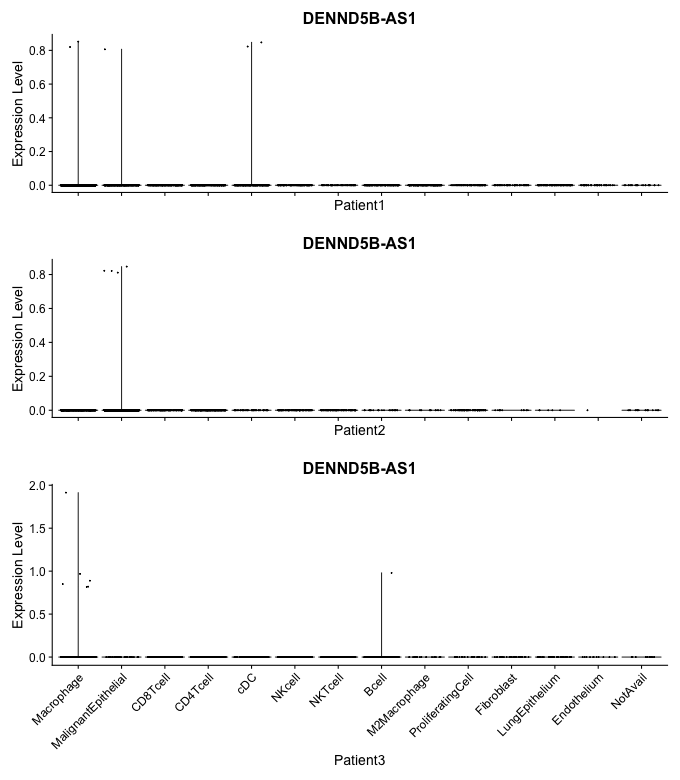 DENND5B-AS1
Expression Level
0.8
0.6
0.4
0.2
0.0
Patient1
DENND5B-AS1
Expression Level
0.8
0.6
0.4
0.2
0.0
Patient2
DENND5B-AS1
Expression Level
2.0
1.5
1.0
0.5
0.0
Macrophage
MalignantEpithelial
CD8Tcell
CD4Tcell
cDC
NKcell
NKTcell
Bcell
M2Macrophage
ProliferatingCell
Fibroblast
LungEpithelium
Endothelium
NotAvail
Patient3